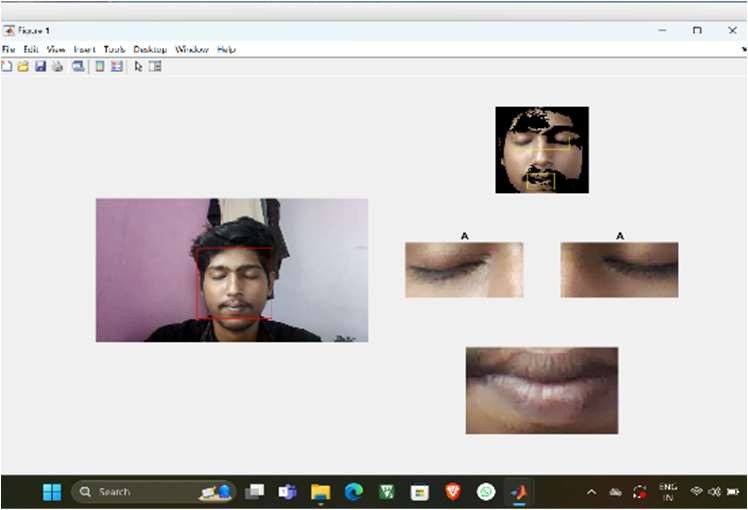 Figure 1
File Edit View Insert Tools Desktop Window Help
A A
Search
ENG
IN